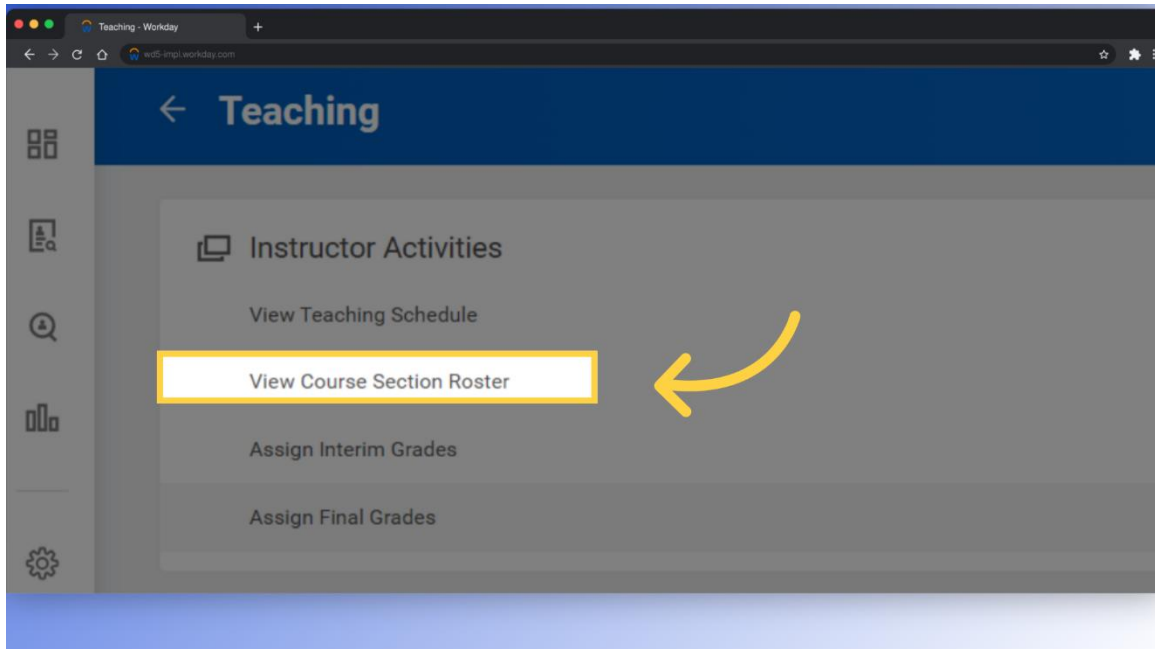 Teaching - Workday
wd5-impl.workday.com
Teaching
Instructor Activities
View Teaching Schedule
View Course Section Roster
Assign Interim Grades
Assign Final Grades